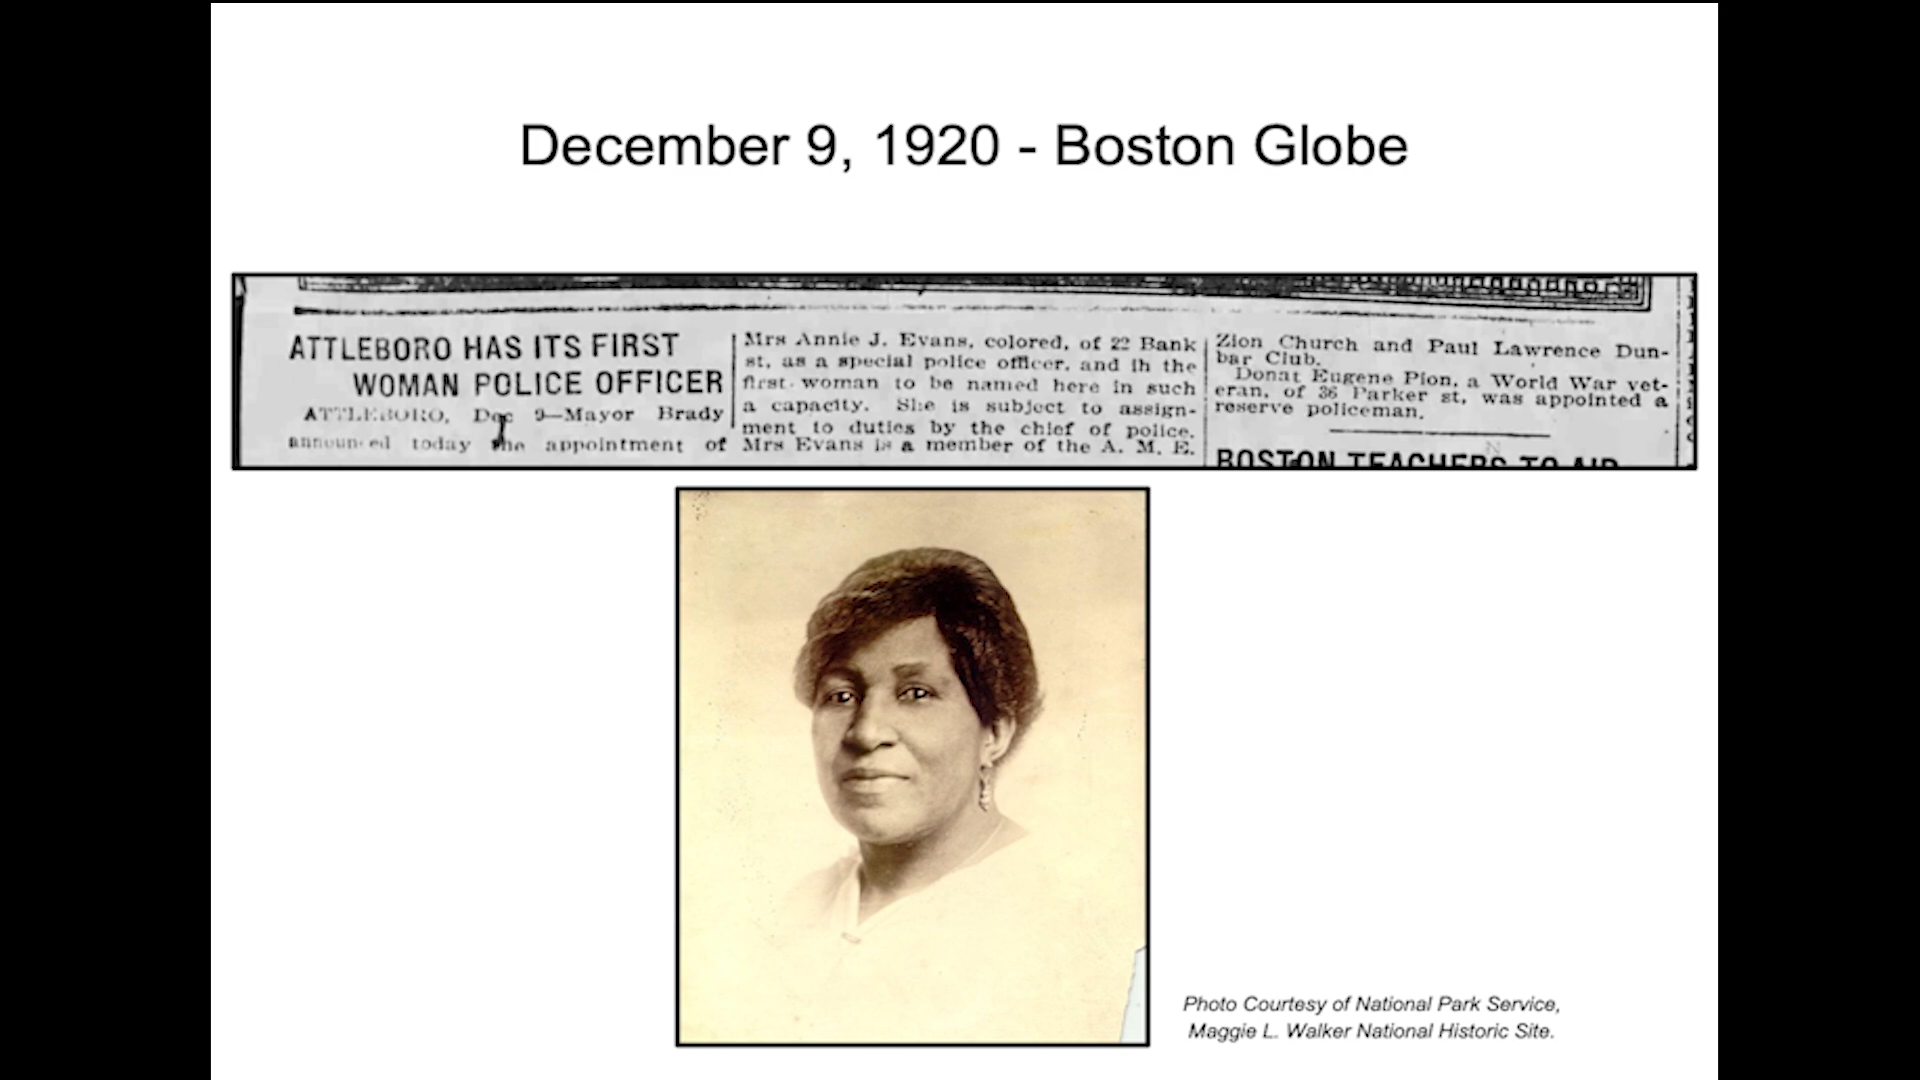 December 9, 1920 - Boston Globe
ATTLEBORO HAS ITS FIRST
WOMAN POLICE OFFICER
ATTLEBORO, Dec 9—Mayor Brady
announced today the appointment of
Mrs Annie J. Evans, colored, of 22 Bank
st, as a special police officer, and ih the
first woman to be named here in such
a capacity. She is subject to assign-
ment to duties by the chief of police.
Mrs Evans is a member of the A. M. E.
Zion Church and Paul Lawrence Dun-
bar Club.
Donat Eugene Pion, a World War vet-
eran, of 36 Parker st, was appointed a
reserve policeman.
BOSTON TEACHERS TO AID
Photo Courtesy of National Park Service,
Maggie L. Walker National Historic Site.